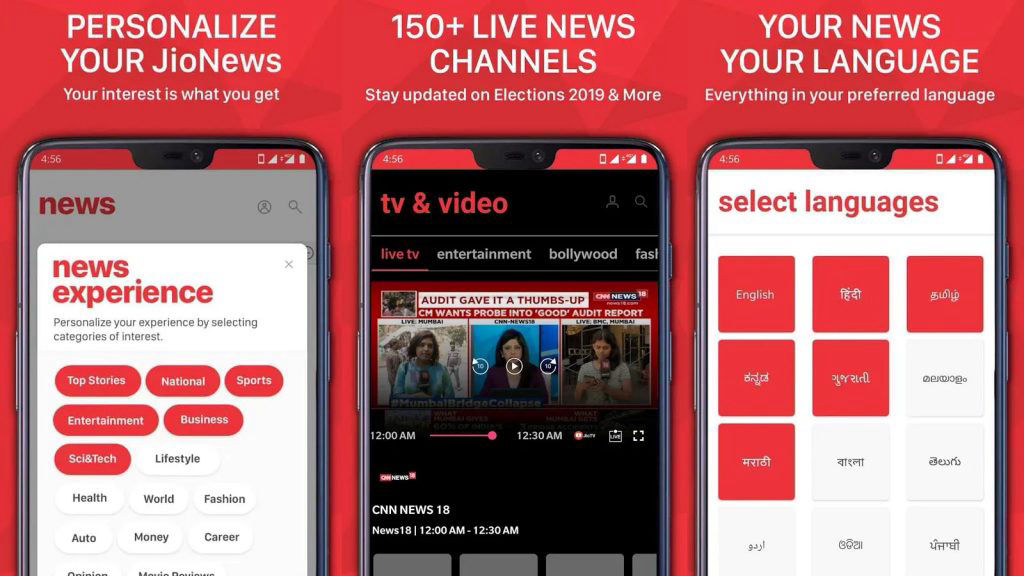 PERSONALIZE
YOUR JioNews
Your interest is what you get
4:56
news
news
experience
Personalize your experience by selecting
categories of interest.
Top Stories
National
Sports
Entertainment
Business
Sci&Tech
Lifestyle
Health
World
Fashion
Auto
Money
Career
Opinion
Movie Reviews
150+ LIVE NEWS
CHANNELS
Stay updated on Elections 2019 & More
4:56
tv & video
live tv
entertainment
bollywood
fash
AUDIT GAVE IT A THUMBS-UP
CNN NEWS 18
news18.com
CM WANTS PROBE INTO 'GOOD' AUDIT REPORT
LIVE: MUMBAI
CNN-NEWS18
LIVE: BMC, MUMBAI
10
10
#MumbaiBridgeCollapse
12:00 AM
12:30 AM
JioTV
LIVE
CNN NEWS 18
CNN NEWS 18
News18 | 12:00 AM - 12:30 AM
YOUR NEWS
YOUR LANGUAGE
Everything in your preferred language
4:56
select languages
English
हिंदी
தமிழ்
ಕನ್ನಡ
ગુજરાતી
മലയാളം
मराठी
বাংলা
తెలుగు
اردو
ଓଡିଆ
ਪੰਜਾਬੀ